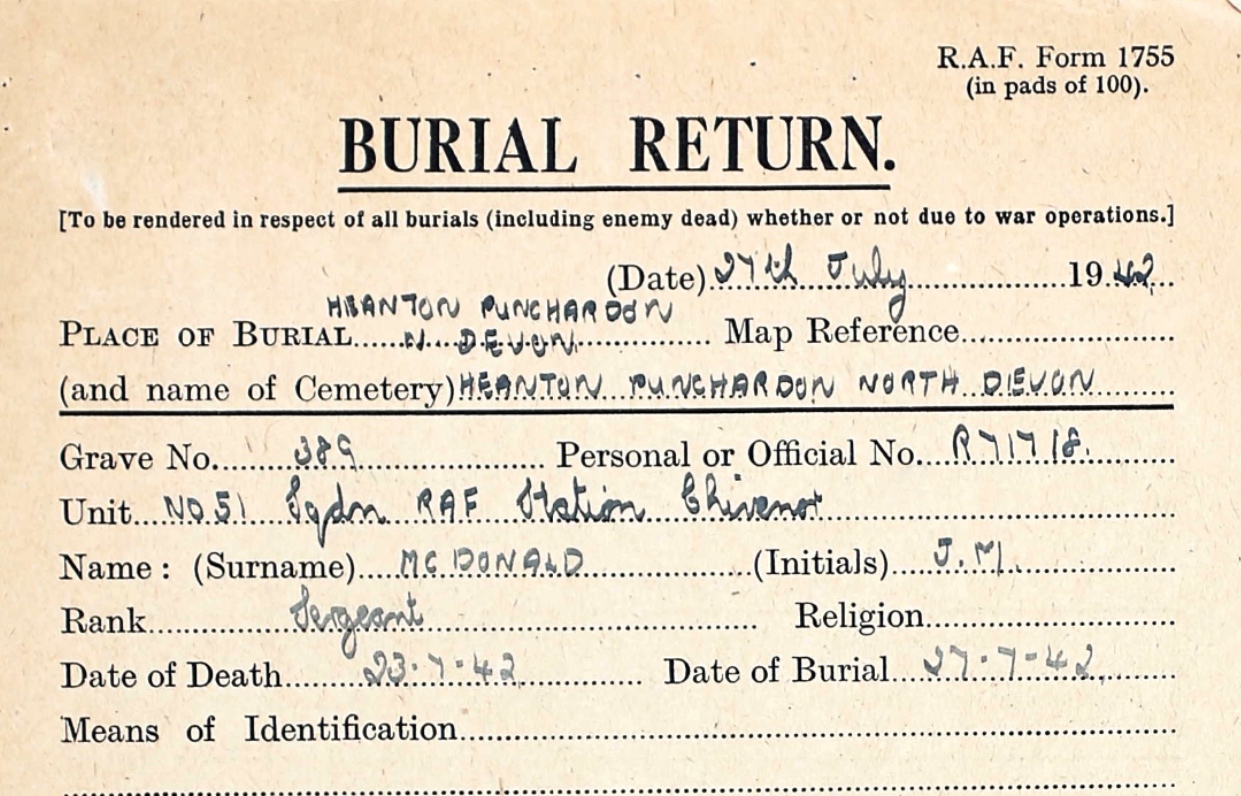 R.A.F. Form 1755
(in pads of 100).
BURIAL RETURN.
[To be rendered in respect of all burials (including enemy dead) whether or not due to war operations.]
(Date) 27th July 1942
HEANTON PUNCHARDON
PLACE OF BURIAL N. DEVON Map Reference
(and name of Cemetery) HEANTON PUNCHARDON NORTH DEVON
Grave No. 389 Personal or Official No. R71718.
Unit NO.51 Sqdn RAF Station Chivenor
Name: (Surname) MC DONALD (Initials) J.M.
Rank Sergeant Religion
Date of Death 23-7-42 Date of Burial 27-7-42
Means of Identification